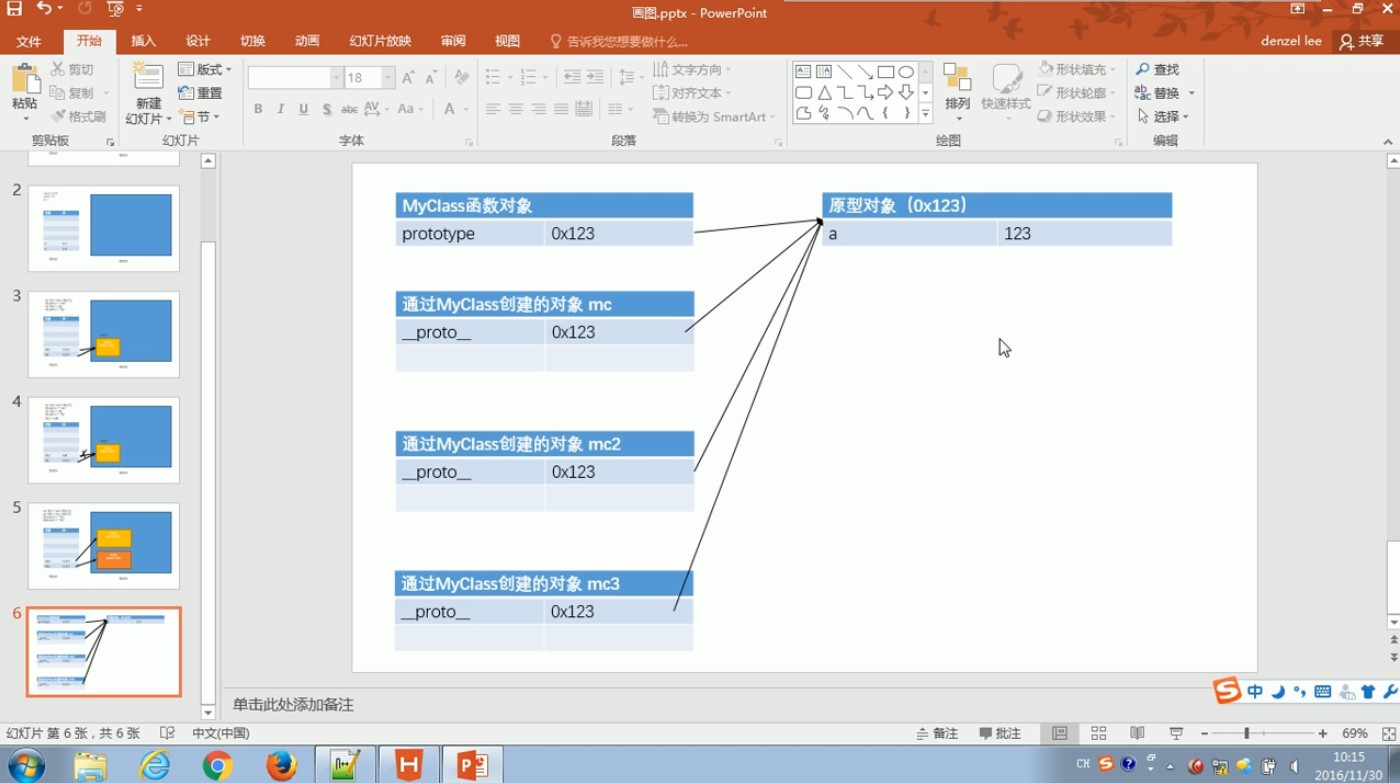 画图.pptx - PowerPoint
文件 开始 插入 设计 切换 动画 幻灯片放映 审阅 视图 告诉我您想要做什么... denzel lee 共享
粘贴 剪切 复制 格式刷 剪贴板
新建幻灯片 版式 重置 节 幻灯片
18 B I U S abc AV Aa A 字体
文字方向 对齐文本 转换为 SmartArt 段落
排列 快速样式 形状填充 形状轮廓 形状效果 绘图
查找 替换 选择 编辑
2
3
4
5
6
MyClass函数对象
prototype 0x123
原型对象（0x123）
a 123
通过MyClass创建的对象 mc
__proto__ 0x123
通过MyClass创建的对象 mc2
__proto__ 0x123
通过MyClass创建的对象 mc3
__proto__ 0x123
单击此处添加备注
中
幻灯片 第 6 张，共 6 张 中文(中国) 备注 批注 69%
CH 10:15
2016/11/30